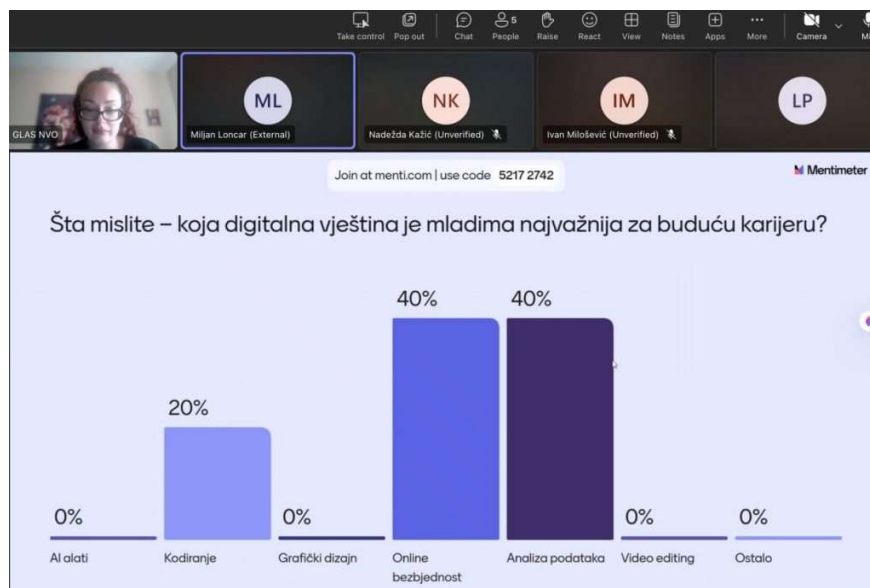 5
Take control Pop out Chat People Raise React View Notes Apps More Camera
GLAS NVO
ML
Miljan Loncar (External)
NK
Nadežda Kažić (Unverified)
IM
Ivan Milošević (Unverified)
LP
Join at menti.com | use code 5217 2742
Mentimeter
Šta mislite – koja digitalna vještina je mladima najvažnija za buduću karijeru?
40% 40%
20%
0% 0% 0% 0%
AI alati Kodiranje Grafički dizajn Online Analiza podataka Video editing Ostalo
bezbjednost